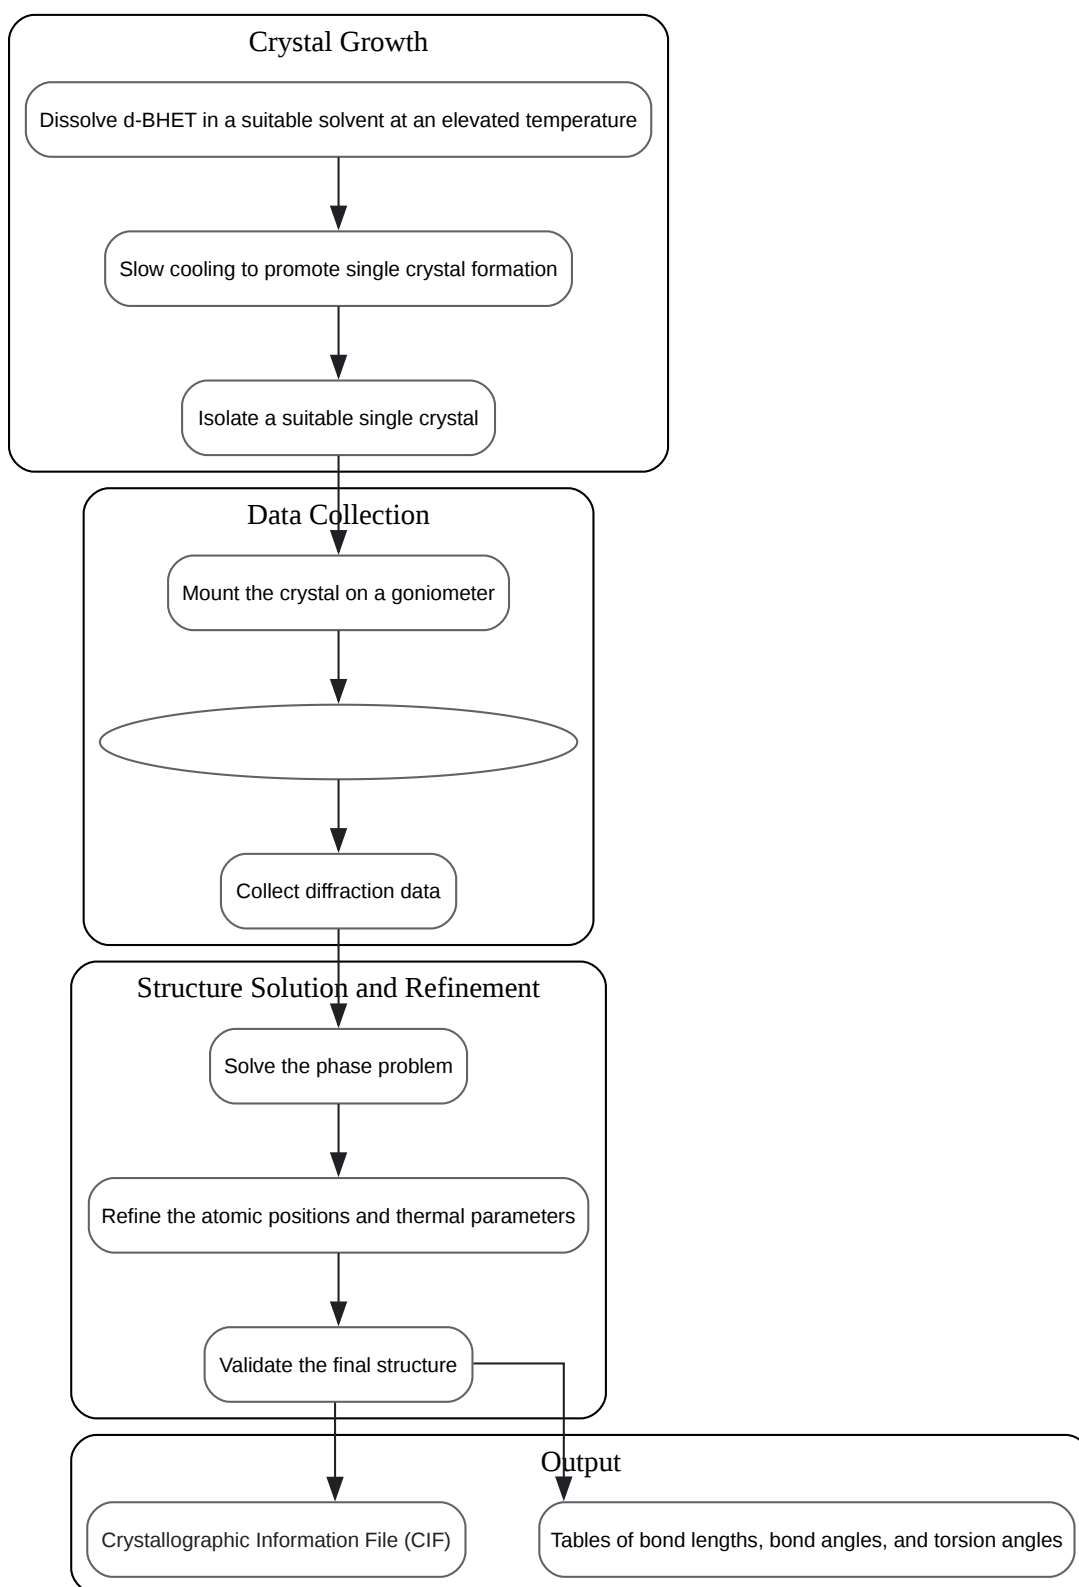 Crystal Growth
Dissolve d-BHET in a suitable solvent at an elevated temperature
Slow cooling to promote single crystal formation
Isolate a suitable single crystal
Data Collection
Mount the crystal on a goniometer
Collect diffraction data
Structure Solution and Refinement
Solve the phase problem
Refine the atomic positions and thermal parameters
Validate the final structure
Output
Crystallographic Information File (CIF)
Tables of bond lengths, bond angles, and torsion angles